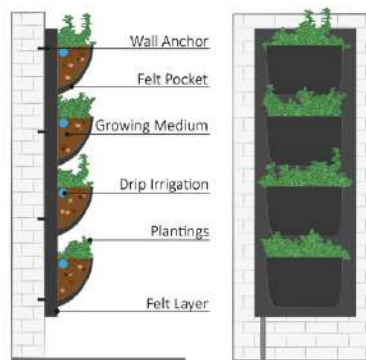 Wall Anchor
Felt Pocket
Growing Medium
Drip Irrigation
Plantings
Felt Layer